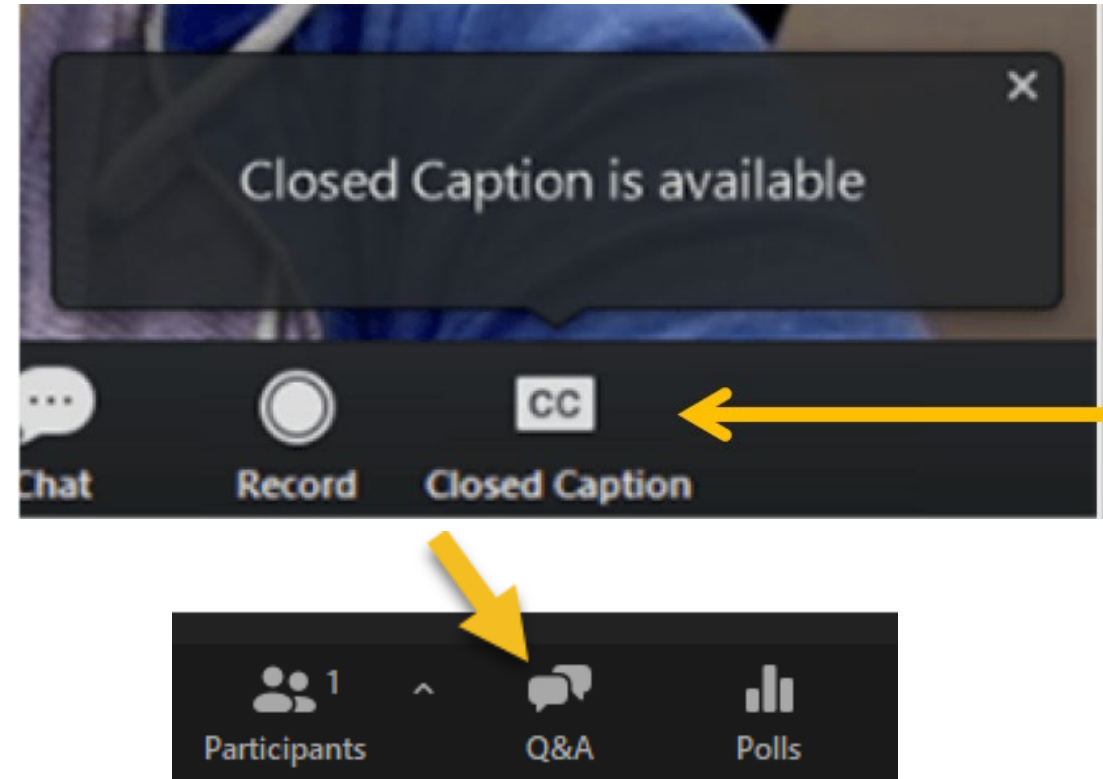 ×
Closed Caption is available
CC
Chat Record Closed Caption
1
Participants Q&A Polls